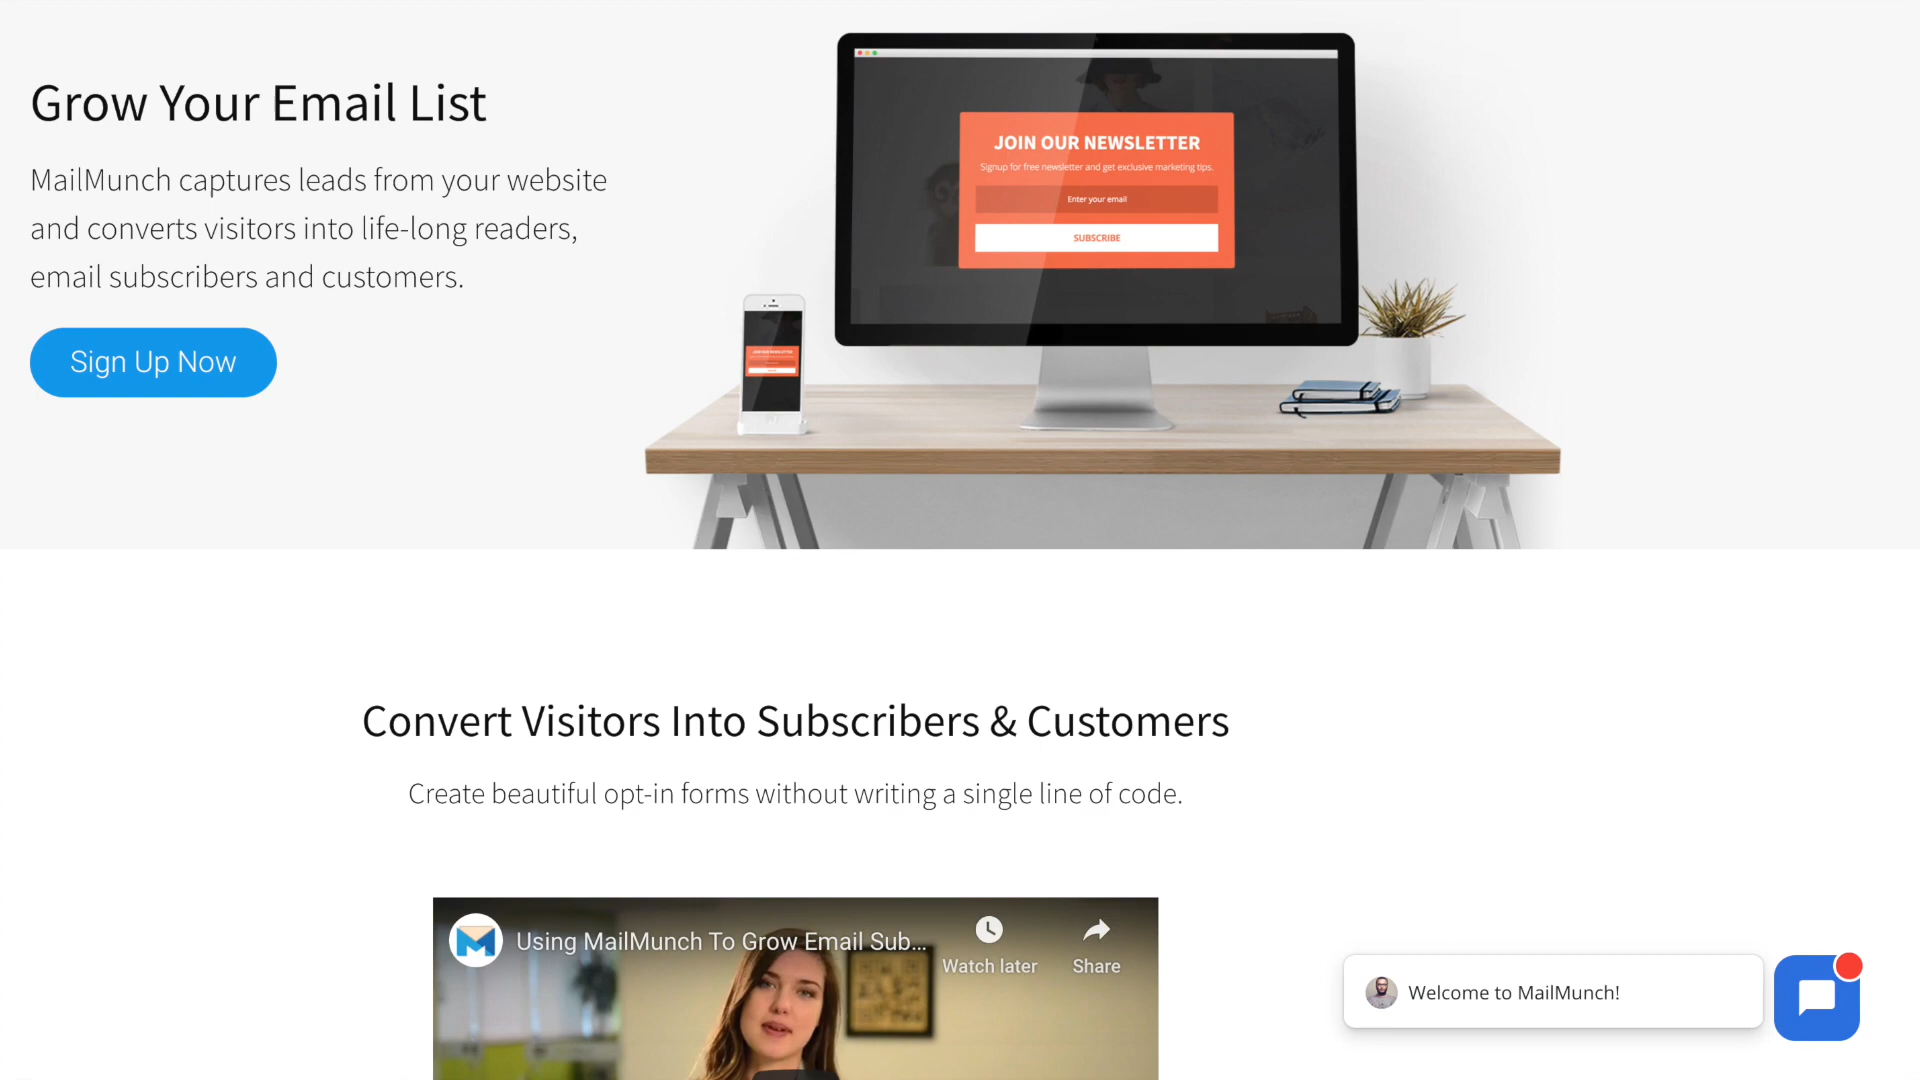 Grow Your Email List
MailMunch captures leads from your website
and converts visitors into life-long readers,
email subscribers and customers.
Sign Up Now
JOIN OUR NEWSLETTER
Signup for free newsletter and get exclusive marketing tips.
Enter your email
SUBSCRIBE
JOIN OUR NEWSLETTER
Convert Visitors Into Subscribers & Customers
Create beautiful opt-in forms without writing a single line of code.
Using MailMunch To Grow Email Sub...
Watch later
Share
Welcome to MailMunch!